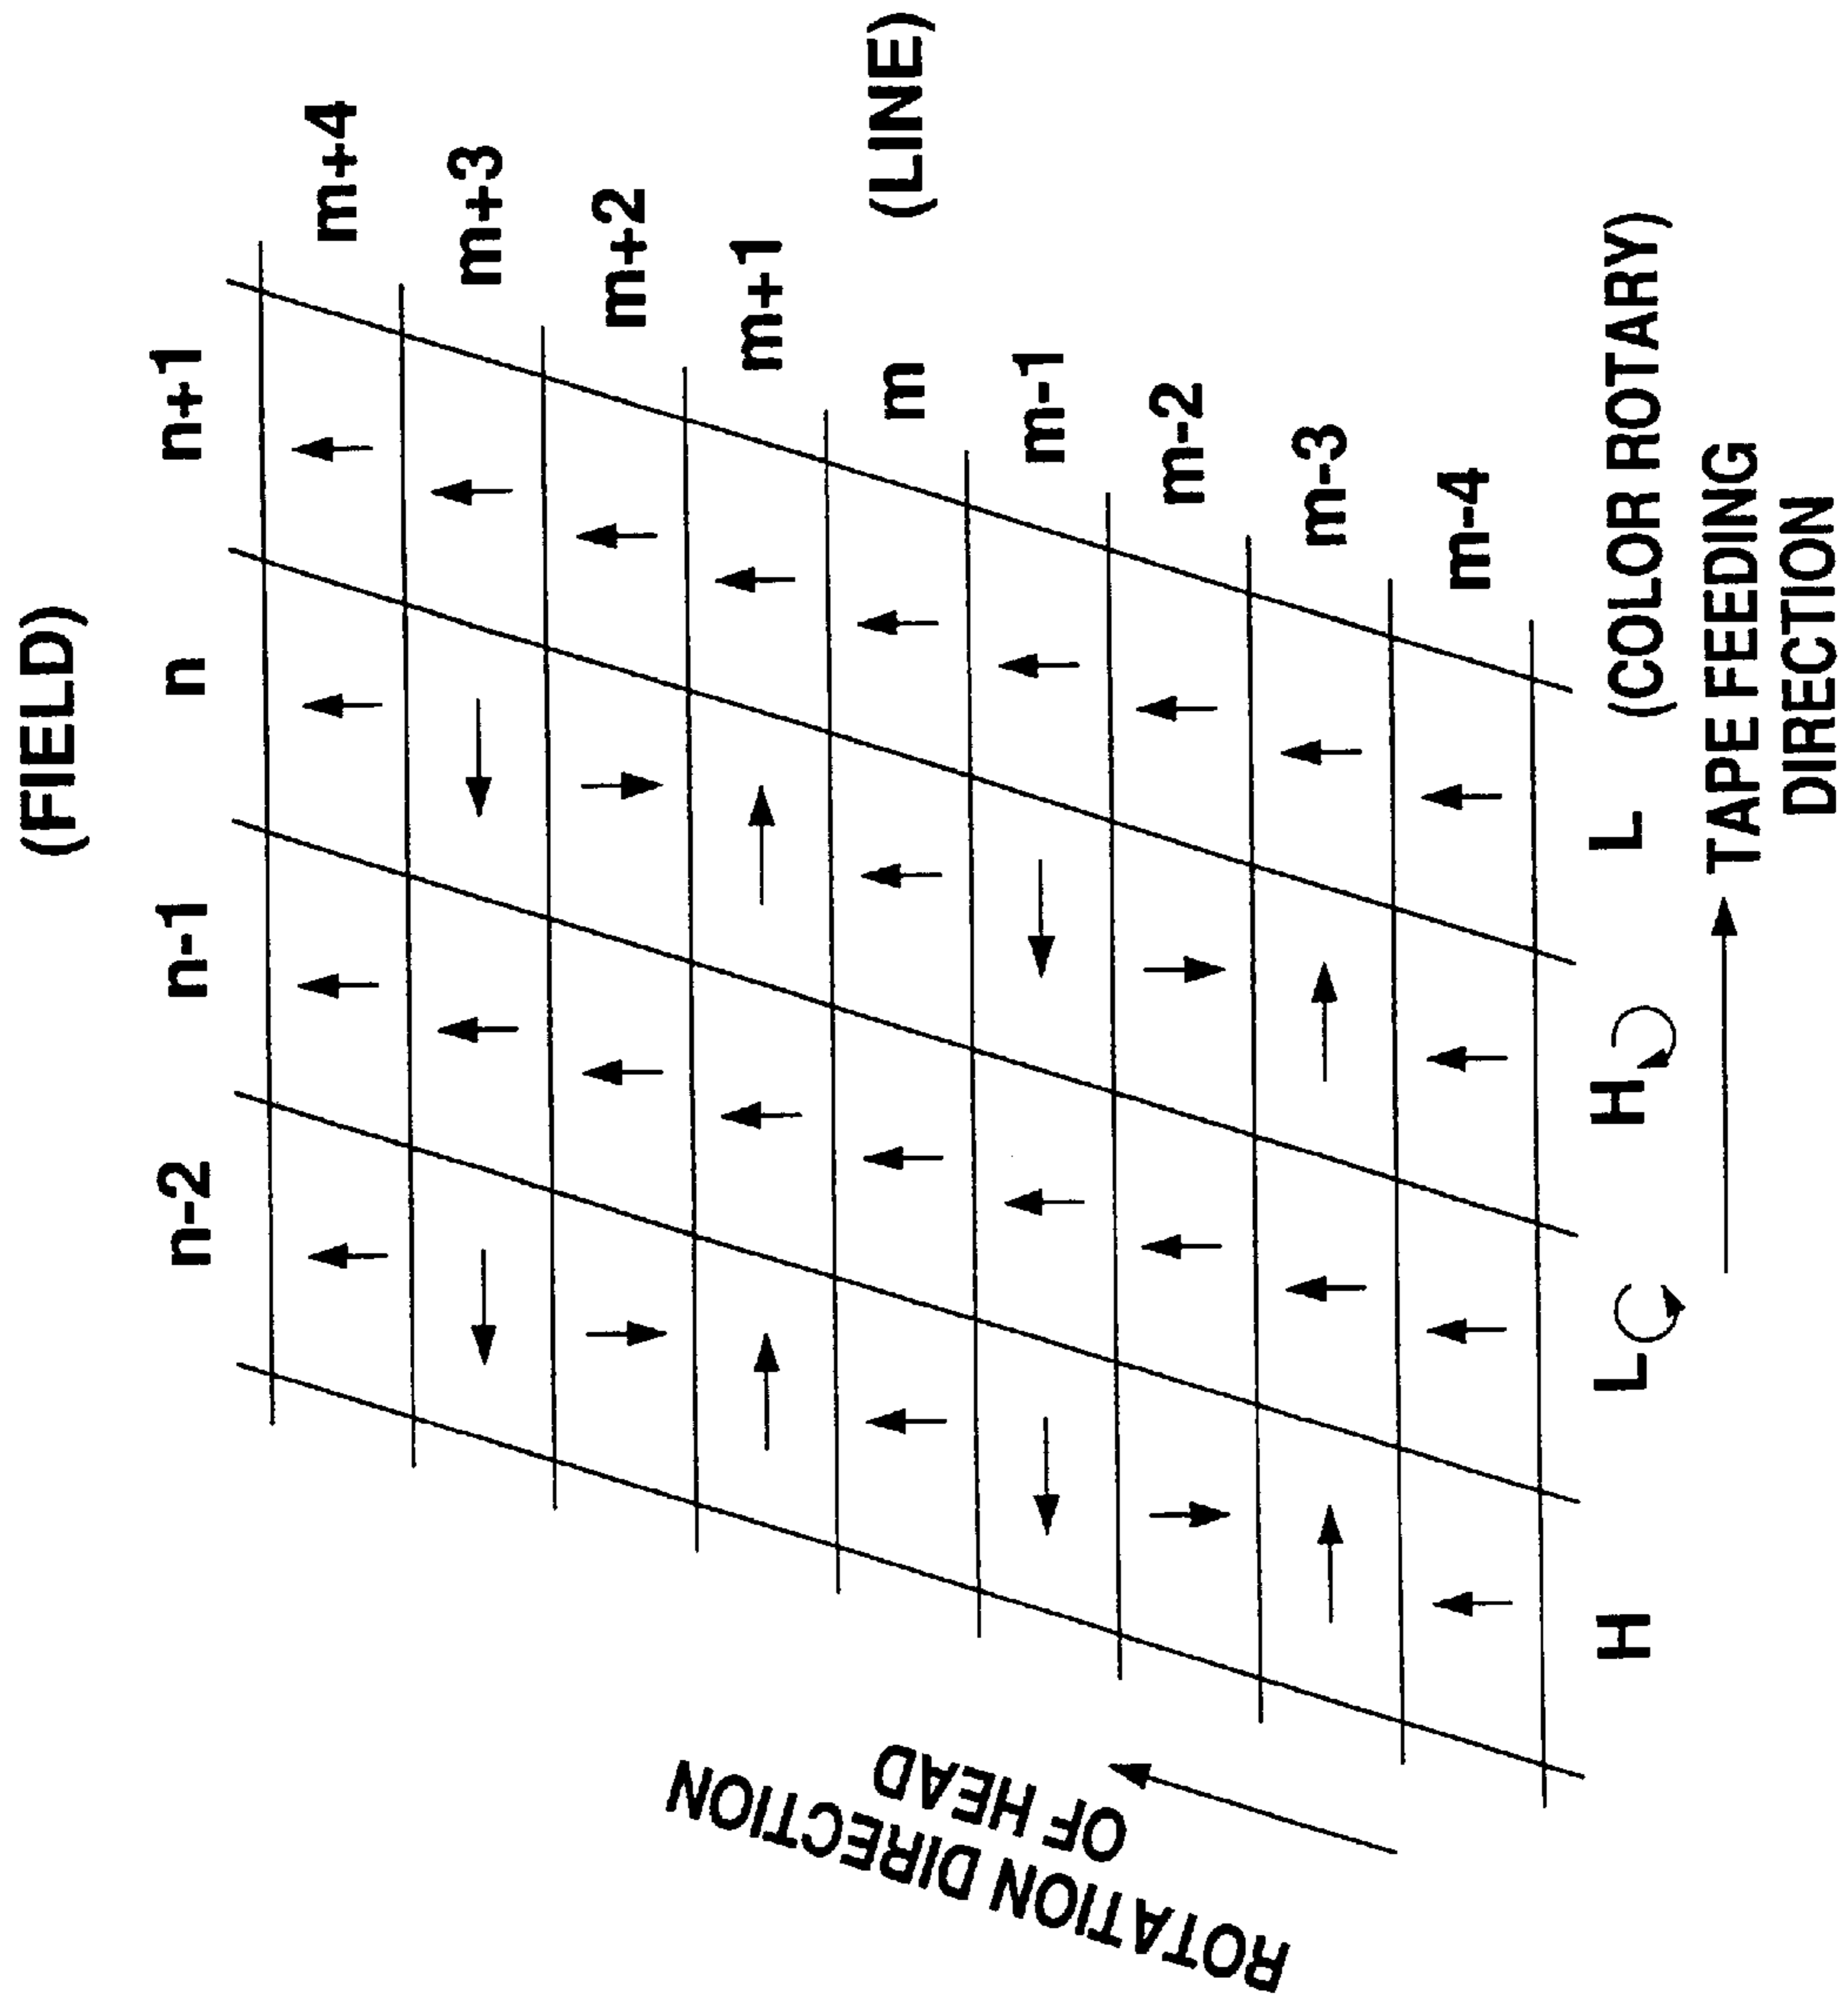 (FIELD)
n-2 n-1 n n+1
m+4
m+3
m+2
m+1
m
(LINE)
m-1
m-2
m-3
m-4
ROTATION DIRECTION
OF HEAD
H L H L (COLOR ROTARY)
TAPE FEEDING
DIRECTION